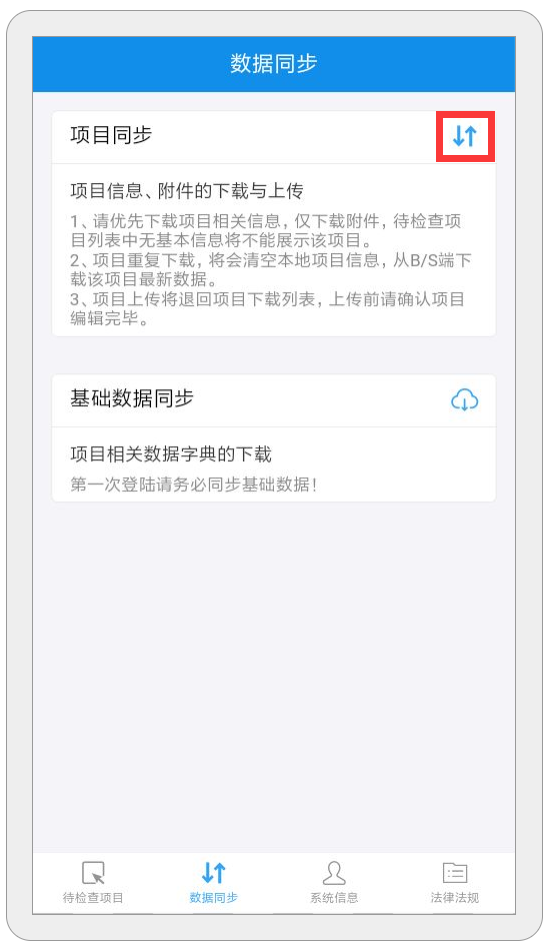 数据同步
项目同步
项目信息、附件的下载与上传
1、请优先下载项目相关信息，仅下载附件，待检查项
目列表中无基本信息将不能展示该项目。
2、项目重复下载，将会清空本地项目信息，从B/S端下
载该项目最新数据。
3、项目上传将退回项目下载列表，上传前请确认项目
编辑完毕。
基础数据同步
项目相关数据字典的下载
第一次登陆请务必同步基础数据！
待检查项目
数据同步
系统信息
法律法规